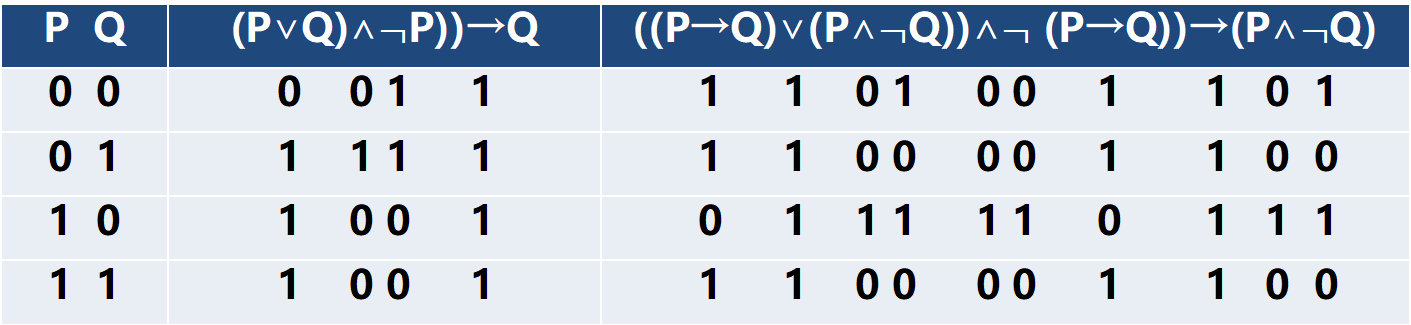 P Q (P∨Q)∧¬P))→Q ((P→Q)∨(P∧¬Q))∧¬ (P→Q))→(P∧¬Q)
0 0 0 0 1 1 1 1 0 1 0 0 1 1 0 1
0 1 1 1 1 1 1 1 0 0 0 0 1 1 0 0
1 0 1 0 0 1 0 1 1 1 1 1 0 1 1 1
1 1 1 0 0 1 1 1 0 0 0 0 1 1 0 0